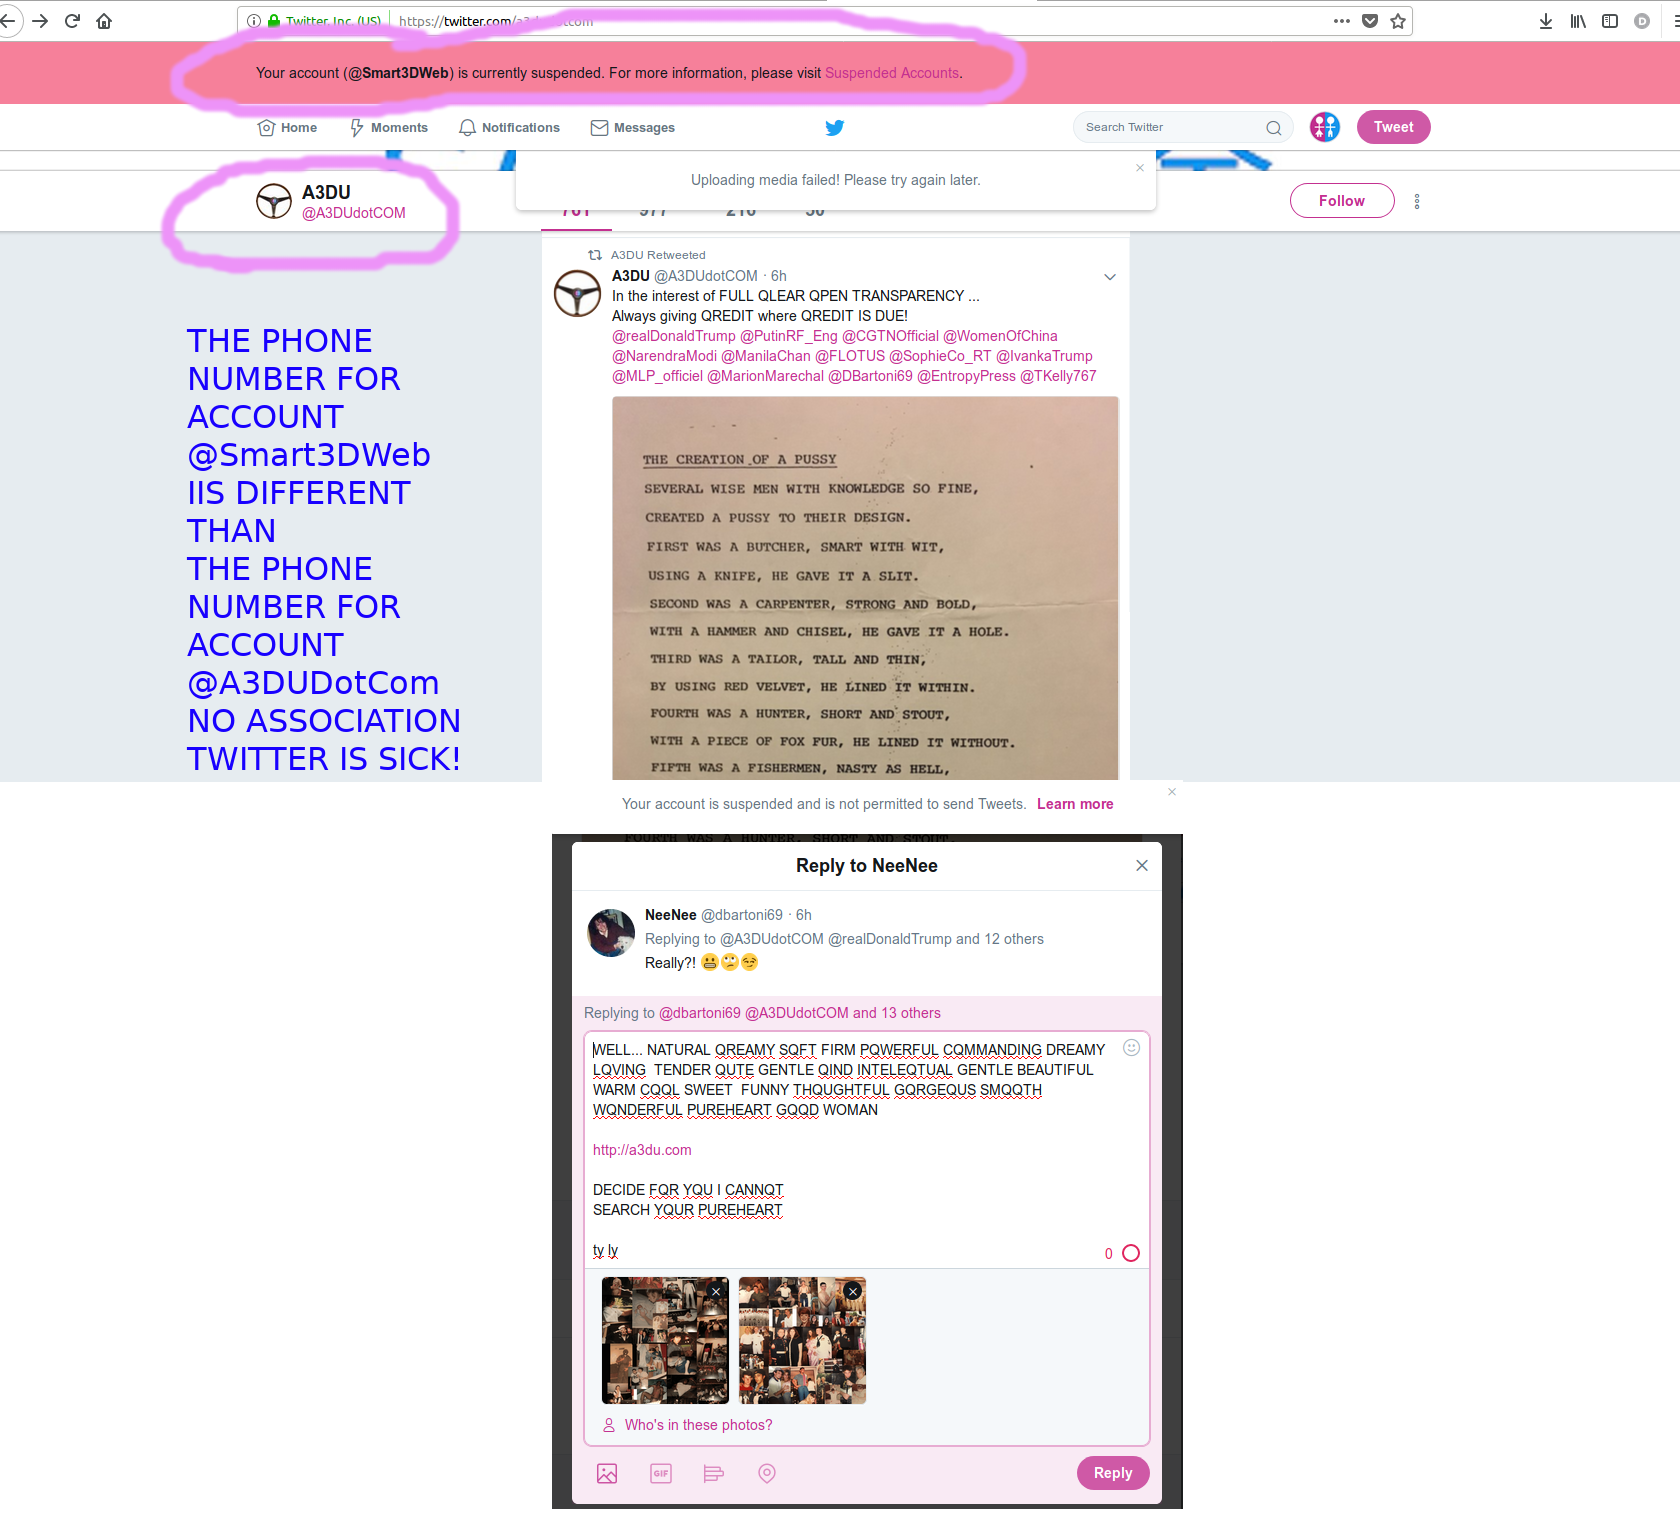 Twitter, Inc. (US)
https://twitter.com/a3dudotcom
Your account (@Smart3DWeb) is currently suspended. For more information, please visit Suspended Accounts.
Home
Moments
Notifications
Messages
Search Twitter
Tweet
Uploading media failed! Please try again later.
A3DU
@A3DUdotCOM
761 977 216 50
Follow
A3DU Retweeted
A3DU @A3DUdotCOM · 6h
In the interest of FULL QLEAR QPEN TRANSPARENCY ...
Always giving QREDIT where QREDIT IS DUE!
@realDonaldTrump @PutinRF_Eng @CGTNOfficial @WomenOfChina
@NarendraModi @ManilaChan @FLOTUS @SophieCo_RT @IvankaTrump
@MLP_officiel @MarionMarechal @DBartoni69 @EntropyPress @TKelly767
THE CREATION OF A PUSSY
SEVERAL WISE MEN WITH KNOWLEDGE SO FINE,
CREATED A PUSSY TO THEIR DESIGN.
FIRST WAS A BUTCHER, SMART WITH WIT,
USING A KNIFE, HE GAVE IT A SLIT.
SECOND WAS A CARPENTER, STRONG AND BOLD,
WITH A HAMMER AND CHISEL, HE GAVE IT A HOLE.
THIRD WAS A TAILOR, TALL AND THIN,
BY USING RED VELVET, HE LINED IT WITHIN.
FOURTH WAS A HUNTER, SHORT AND STOUT,
WITH A PIECE OF FOX FUR, HE LINED IT WITHOUT.
FIFTH WAS A FISHERMEN, NASTY AS HELL,
THE PHONE
NUMBER FOR
ACCOUNT
@Smart3DWeb
IIS DIFFERENT
THAN
THE PHONE
NUMBER FOR
ACCOUNT
@A3DUDotCom
NO ASSOCIATION
TWITTER IS SICK!
Your account is suspended and is not permitted to send Tweets. Learn more
FOURTH WAS A HUNTER, SHORT AND STOUT,
Reply to NeeNee
NeeNee @dbartoni69 · 6h
Replying to @A3DUdotCOM @realDonaldTrump and 12 others
Really?! 😬🙄😏
Replying to @dbartoni69 @A3DUdotCOM and 13 others
WELL... NATURAL QREAMY SQFT FIRM PQWERFUL CQMMANDING DREAMY
LQVING TENDER QUTE GENTLE QIND INTELEQTUAL GENTLE BEAUTIFUL
WARM CQQL SWEET FUNNY THQUGHTFUL GQRGEQUS SMQQTH
WQNDERFUL PUREHEART GQQD WOMAN
http://a3du.com
DECIDE FQR YQU I CANNQT
SEARCH YQUR PUREHEART
ty ly
0
Who's in these photos?
GIF
Reply